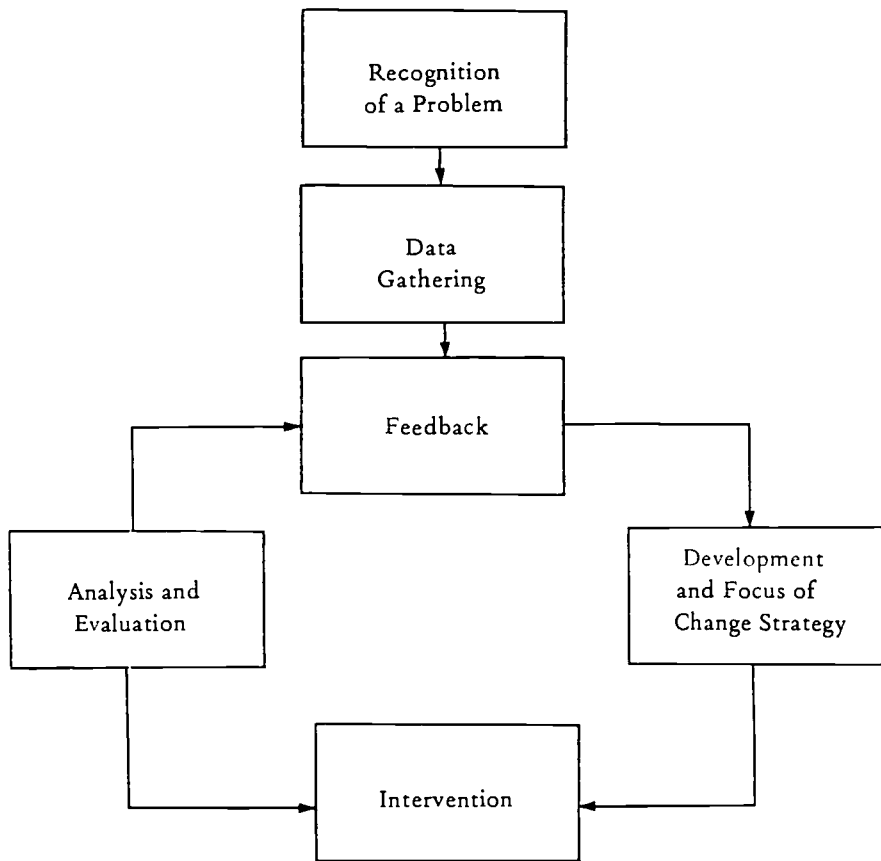 Recognition
of a Problem
Data
Gathering
Feedback
Analysis and
Evaluation
Development
and Focus of
Change Strategy
Intervention